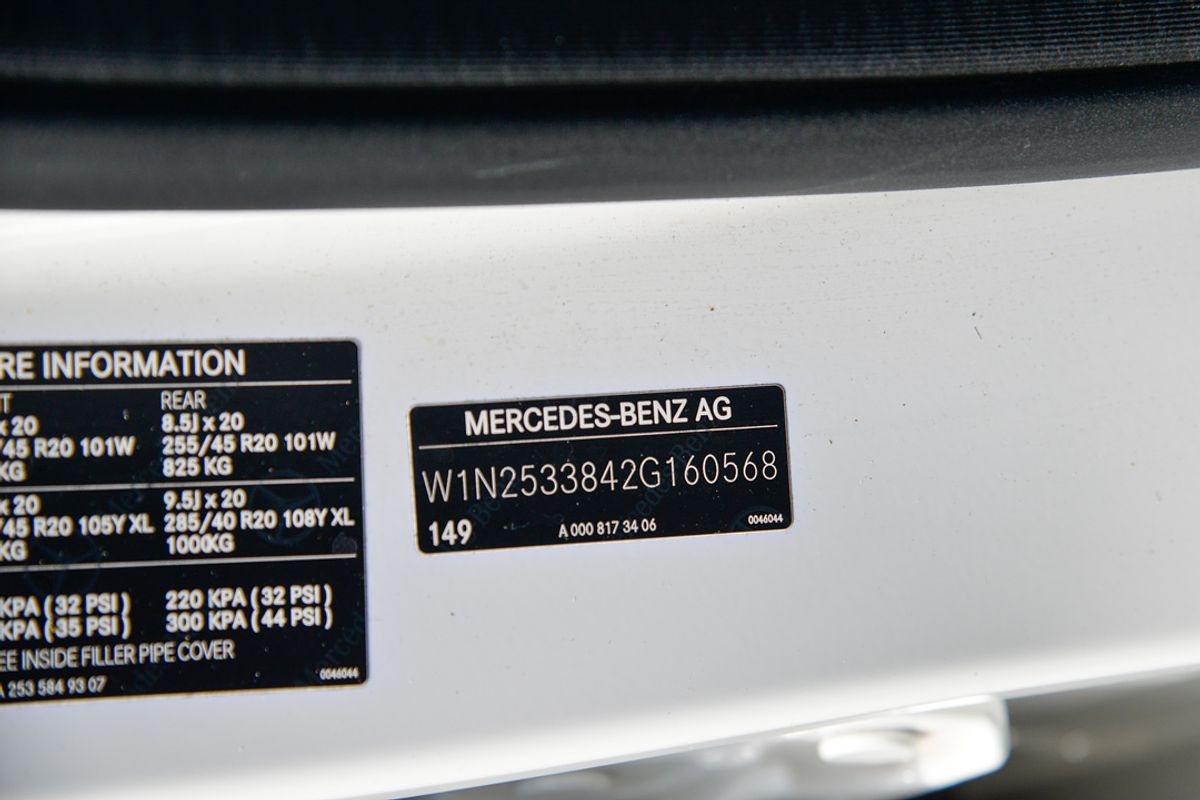 RE INFORMATION
T REAR
x 20 8.5J x 20
/45 R20 101W 255/45 R20 101W
KG 825 KG
x 20 9.5J x 20
/45 R20 105Y XL 285/40 R20 108Y XL
KG 1000KG
KPA (32 PSI) 220 KPA (32 PSI)
KPA (35 PSI) 300 KPA (44 PSI)
EE INSIDE FILLER PIPE COVER
A 253 584 93 07 0046044
MERCEDES-BENZ AG
W1N2533842G160568
149 A 000 817 34 06 0046044